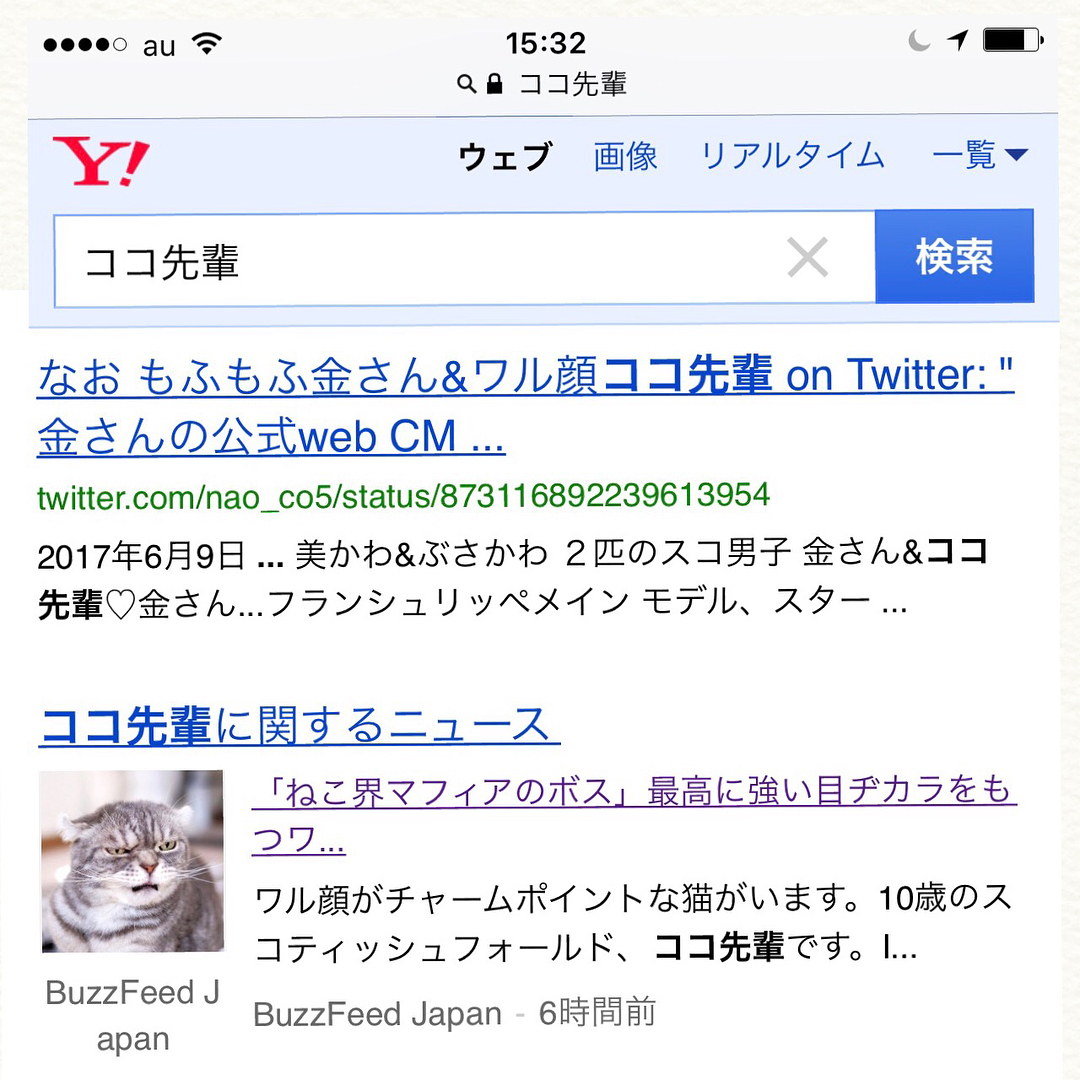 au
15:32
ココ先輩
Y!
ウェブ 画像 リアルタイム 一覧
ココ先輩
検索
なお もふもふ金さん&ワル顔ココ先輩 on Twitter: "
金さんの公式web CM ...
twitter.com/nao_co5/status/873116892239613954
2017年6月9日 ... 美かわ&ぶさかわ ２匹のスコ男子 金さん&ココ
先輩♡金さん...フランシュリッペメイン モデル、スター ...
ココ先輩に関するニュース
「ねこ界マフィアのボス」最高に強い目ヂカラをも
つワ...
ワル顔がチャームポイントな猫がいます。10歳のス
コティッシュフォールド、ココ先輩です。I...
BuzzFeed J
apan
BuzzFeed Japan - 6時間前